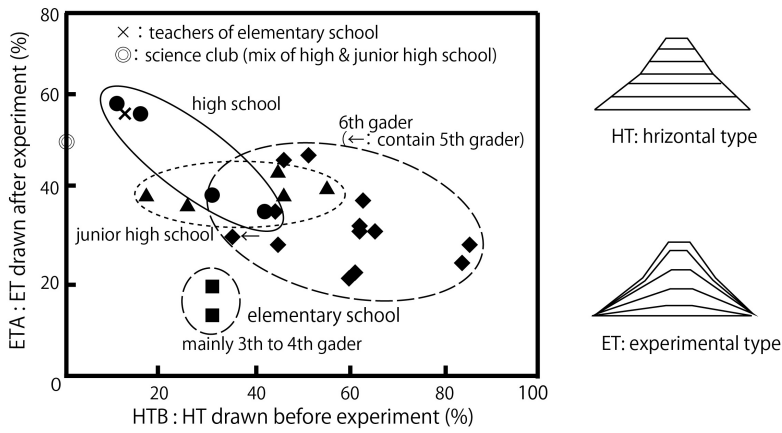 80
60
40
20
0
20
40
60
80
100
ETA : ET drawn after experiment (%)
HTB : HT drawn before experiment (%)
× : teachers of elementary school
◎ : science club (mix of high & junior high school)
high school
6th gader
(←: contain 5th grader)
junior high school
←
elementary school
mainly 3th to 4th gader
HT: hrizontal type
ET: experimental type